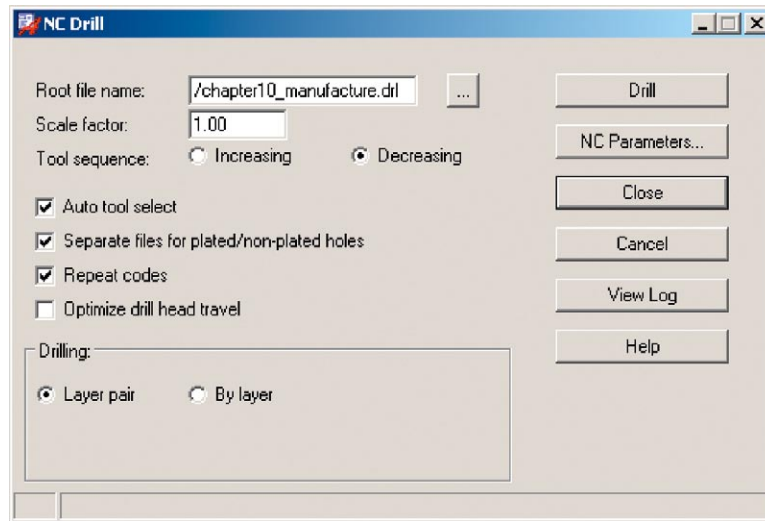 NC Drill
Root file name: /chapter10_manufacture.drl ...
Scale factor: 1.00
Tool sequence: Increasing Decreasing
Auto tool select
Separate files for plated/non-plated holes
Repeat codes
Optimize drill head travel
Drilling:
Layer pair By layer
Drill
NC Parameters...
Close
Cancel
View Log
Help